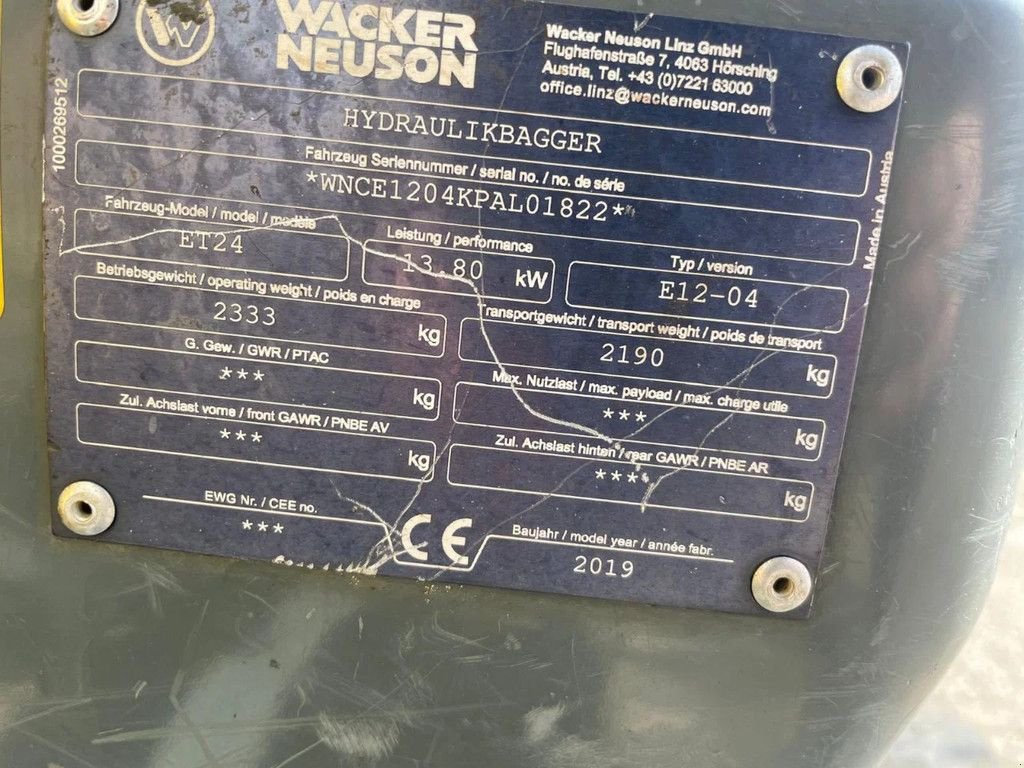 W
WACKER
NEUSON
Wacker Neuson Linz GmbH
Flughafenstraße 7, 4063 Hörsching
Austria, Tel. +43 (0)7221 63000
office.linz@wackerneuson.com
1000269512
HYDRAULIKBAGGER
Fahrzeug Seriennummer / serial no. / no. de série
*WNCE1204KPAL01822*
Made in Austria
Fahrzeug-Model / model / modèle
ET24
Leistung / performance
13.80 kW
Typ / version
E12-04
Betriebsgewicht / operating weight / poids en charge
2333 kg
Transportgewicht / transport weight / poids de transport
2190 kg
G. Gew. / GWR / PTAC
*** kg
Max. Nutzlast / max. payload / max. charge utile
*** kg
Zul. Achslast vorne / front GAWR / PNBE AV
*** kg
Zul. Achslast hinten / rear GAWR / PNBE AR
*** kg
EWG Nr. / CEE no.
***
CE
Baujahr / model year / année fabr.
2019